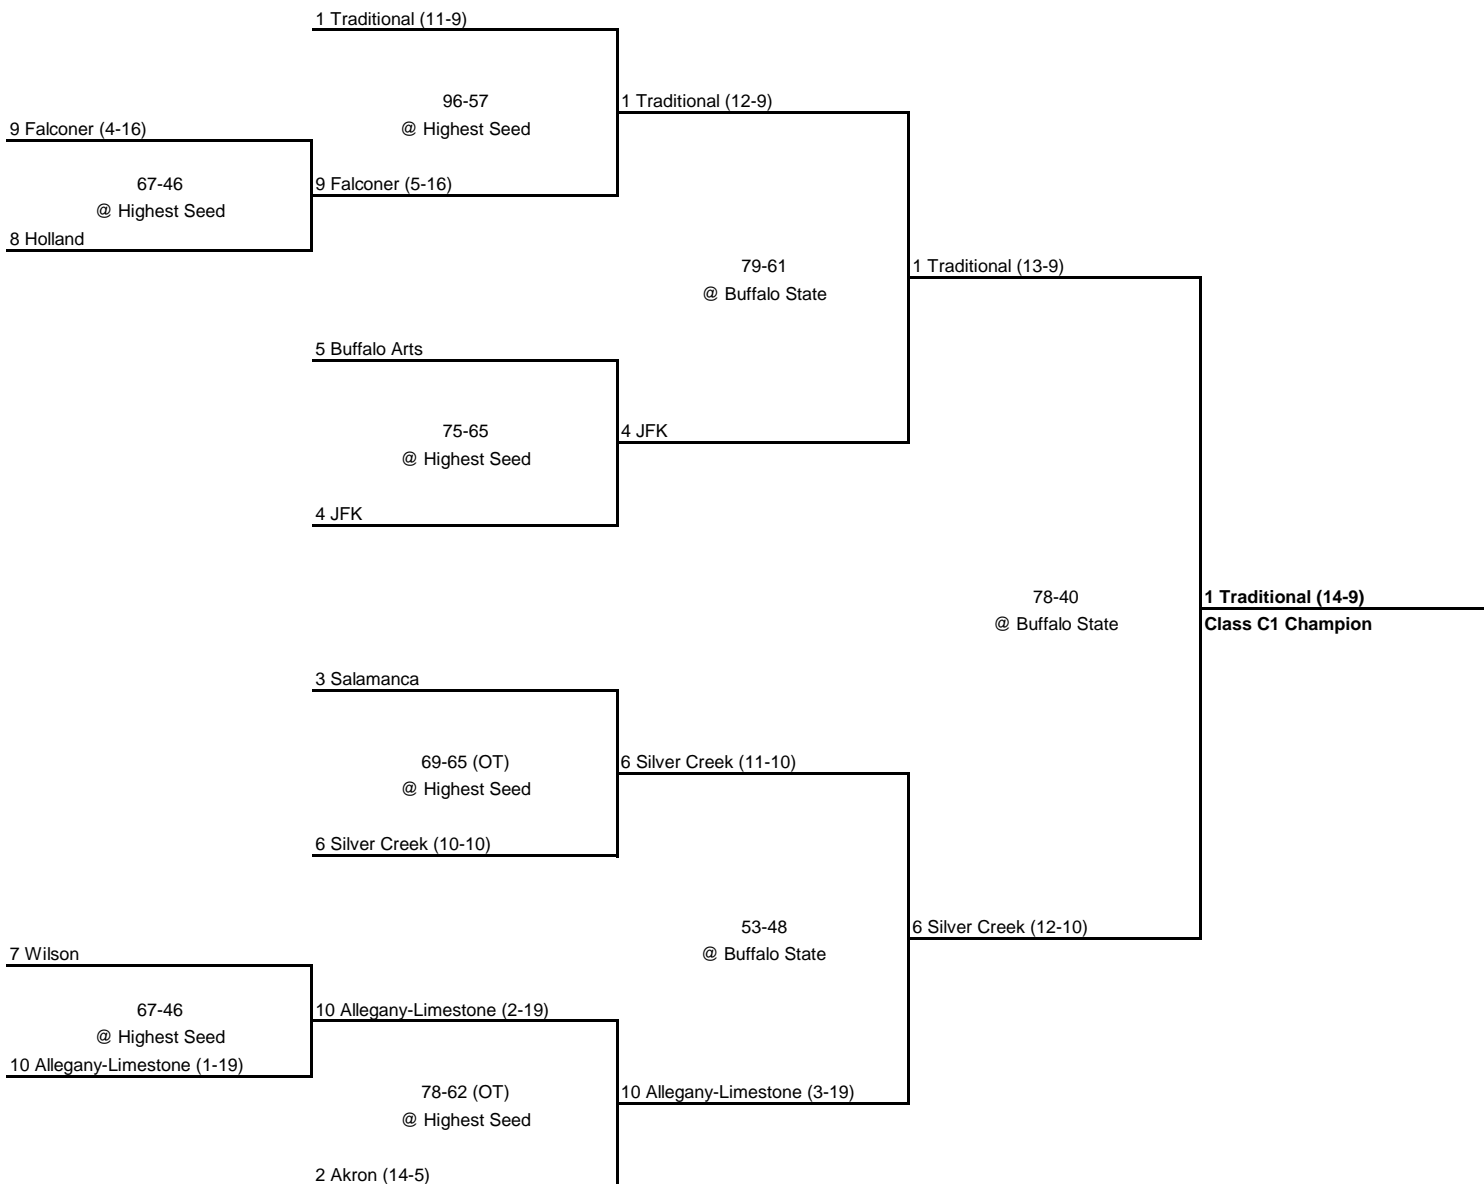 1 Traditional (11-9)
96-57
@ Highest Seed
1 Traditional (12-9)
9 Falconer (4-16)
67-46
@ Highest Seed
9 Falconer (5-16)
8 Holland
79-61
@ Buffalo State
1 Traditional (13-9)
5 Buffalo Arts
75-65
@ Highest Seed
4 JFK
4 JFK
78-40
@ Buffalo State
1 Traditional (14-9)
Class C1 Champion
3 Salamanca
69-65 (OT)
@ Highest Seed
6 Silver Creek (11-10)
6 Silver Creek (10-10)
53-48
@ Buffalo State
6 Silver Creek (12-10)
7 Wilson
67-46
@ Highest Seed
10 Allegany-Limestone (2-19)
10 Allegany-Limestone (1-19)
78-62 (OT)
@ Highest Seed
10 Allegany-Limestone (3-19)
2 Akron (14-5)